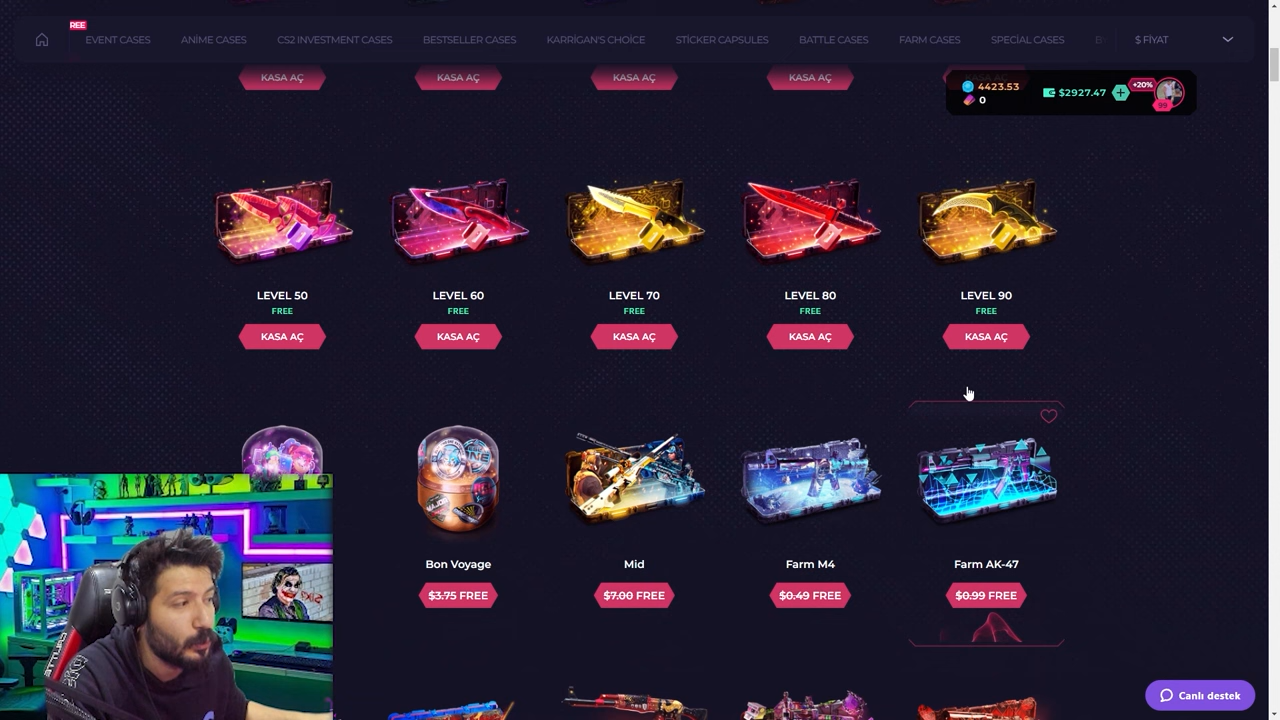 REE
EVENT CASES
ANIME CASES
CS2 INVESTMENT CASES
BESTSELLER CASES
KARRIGAN'S CHOICE
STICKER CAPSULES
BATTLE CASES
FARM CASES
SPECIAL CASES
$ FİYAT
KASA AÇ
KASA AÇ
KASA AÇ
KASA AÇ
4423.53
0
$2927.47
+
+20%
99
LEVEL 50
FREE
KASA AÇ
LEVEL 60
FREE
KASA AÇ
LEVEL 70
FREE
KASA AÇ
LEVEL 80
FREE
KASA AÇ
LEVEL 90
FREE
KASA AÇ
Bon Voyage
$3.75 FREE
Mid
$7.00 FREE
Farm M4
$0.49 FREE
Farm AK-47
$0.99 FREE
Canlı destek